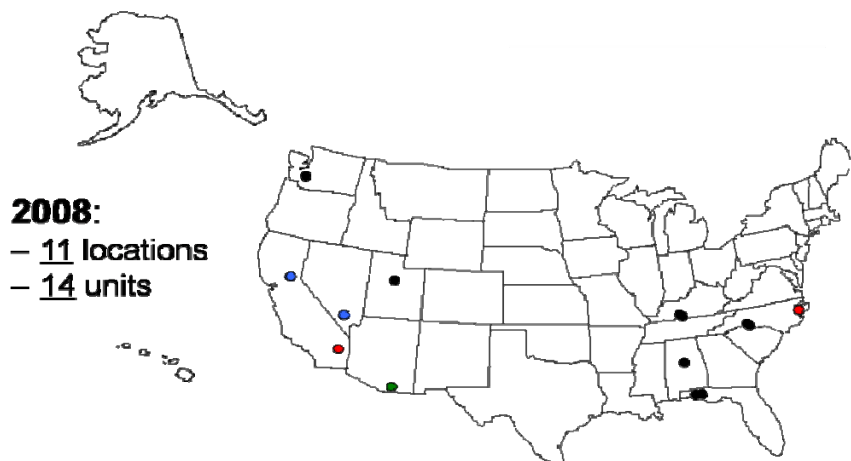 2008:
– 11 locations
– 14 units